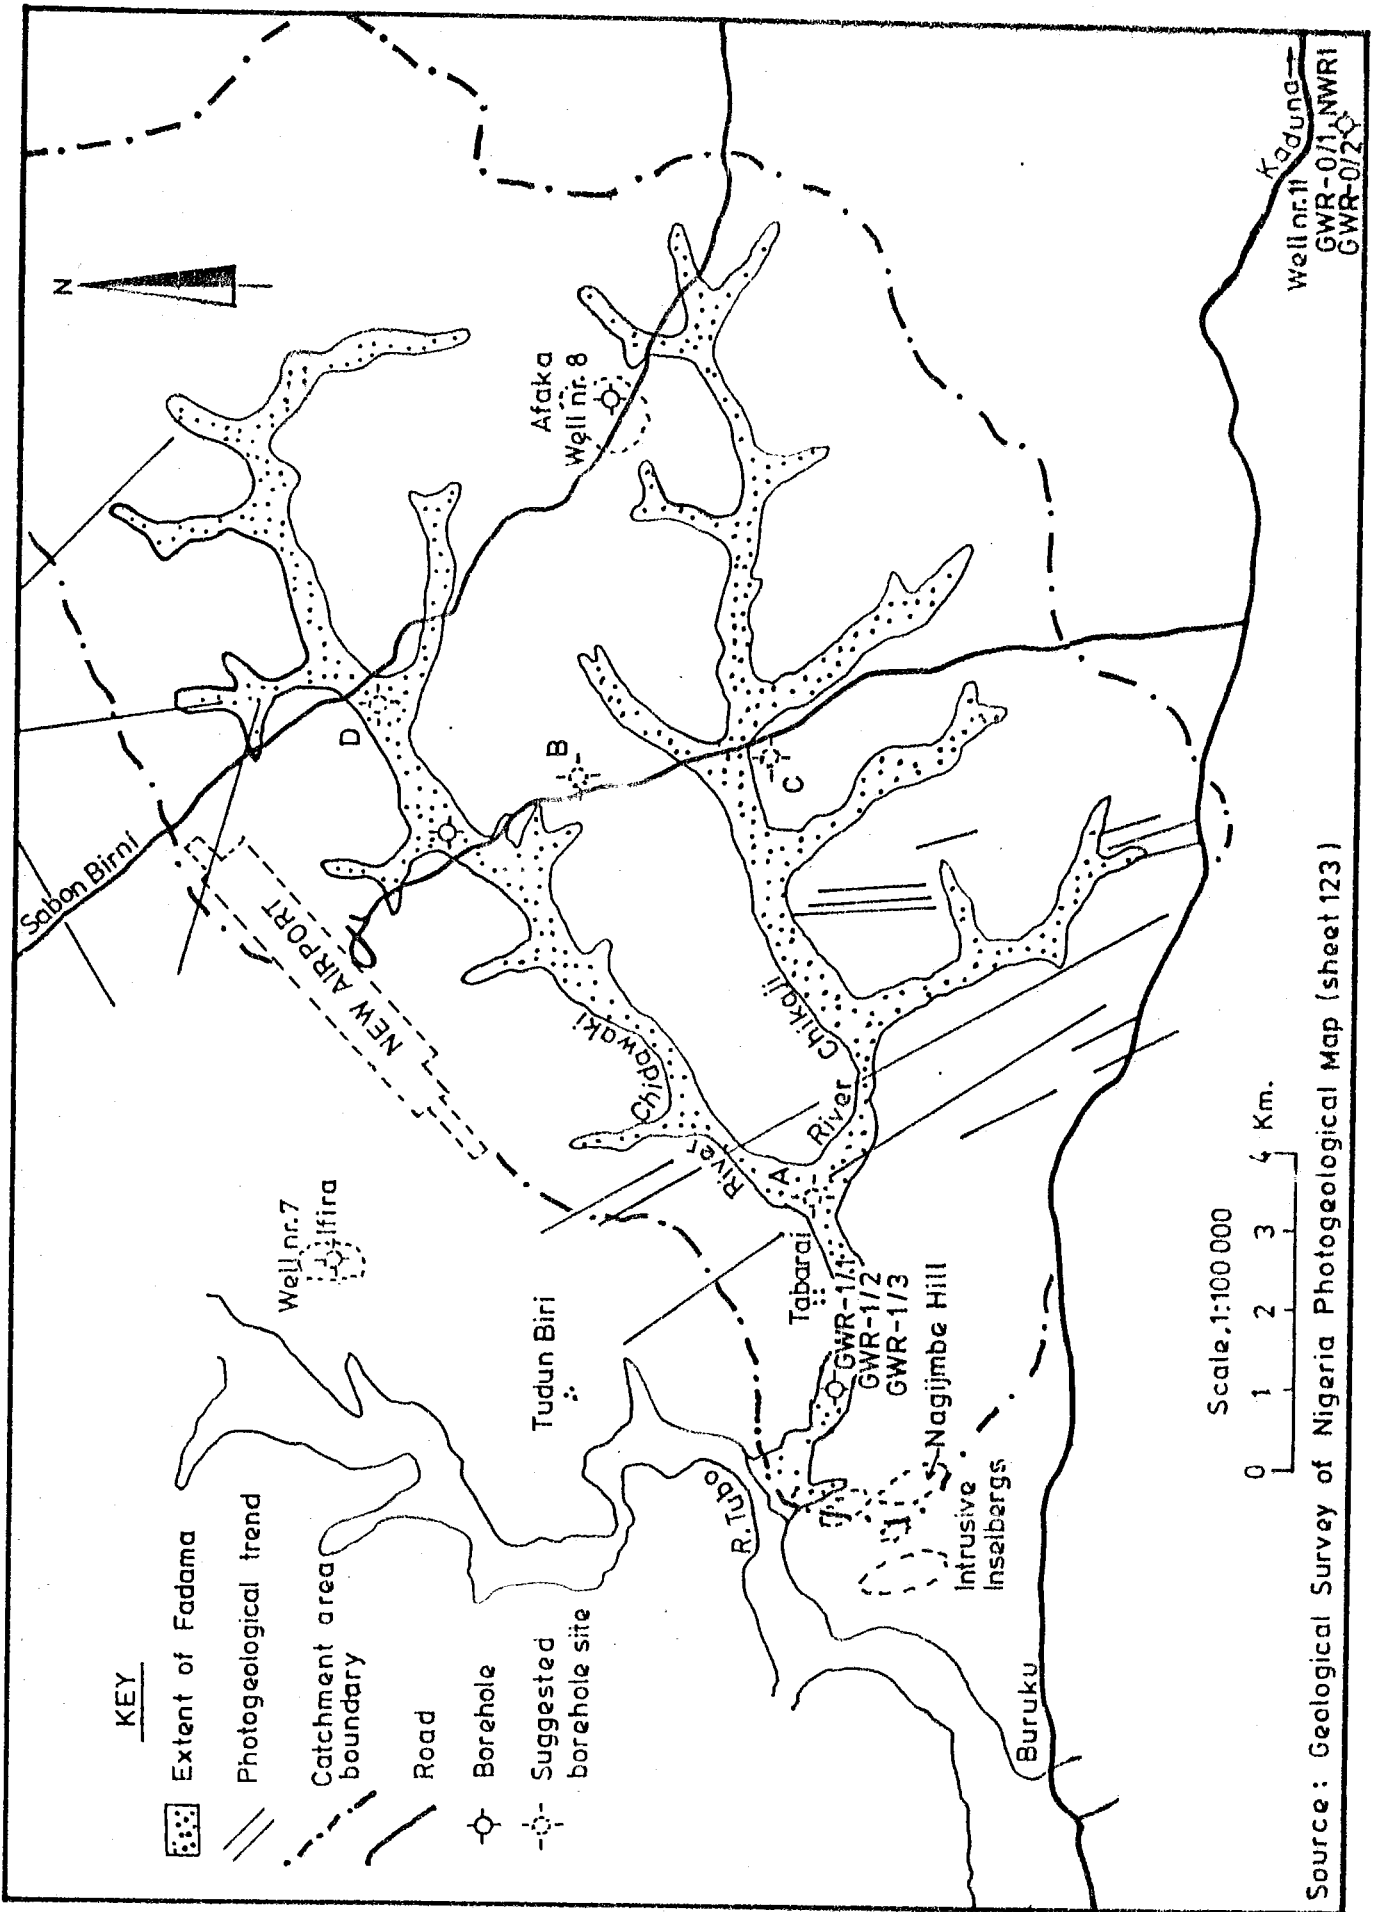 KEY
Extent of Fadama
Photogeological trend
Catchment area
boundary
Road
Borehole
Suggested
borehole site
N
Sabon Birni
NEW AIRPORT
Well nr.7
Ifira
Tudun Biri
D
B
C
A
Afaka
Well nr. 8
River
Chidawaki
River
Chikaji
Tabarai
GWR-1/1
GWR-1/2
GWR-1/3
Nagijmbe Hill
R. Tubo
Intrusive
Inselbergs
Buruku
Kaduna
Well nr.11
GWR-0/1, NWRI
GWR-0/2
Scale, 1:100 000
0 1 2 3 4 Km.
Source : Geological Survey of Nigeria Photogeological Map (sheet 123)